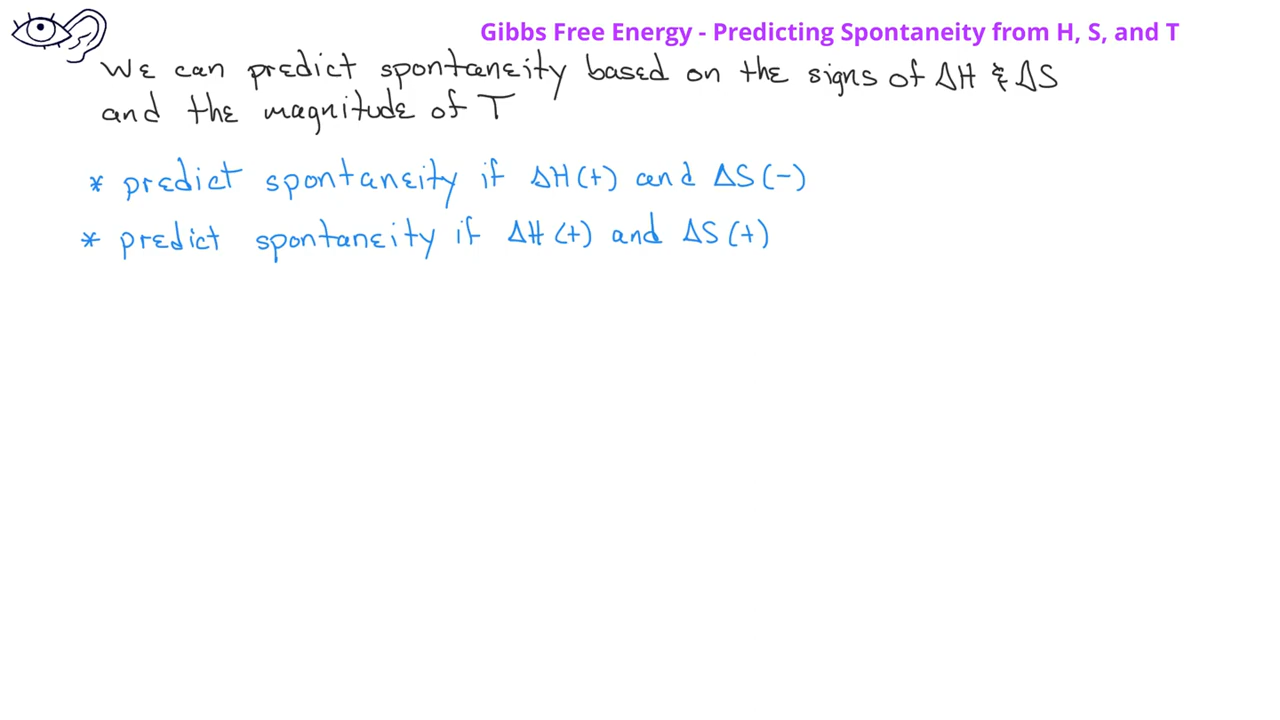 Gibbs Free Energy - Predicting Spontaneity from H, S, and T
We can predict spontaneity based on the signs of ΔH & ΔS
and the magnitude of T
* predict spontaneity if ΔH (+) and ΔS (-)
* predict spontaneity if ΔH (+) and ΔS (+)